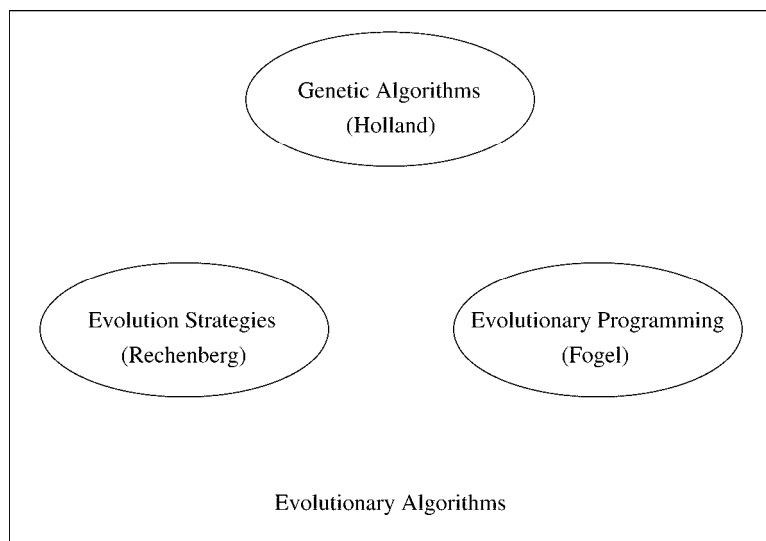 Genetic Algorithms
(Holland)
Evolution Strategies
(Rechenberg)
Evolutionary Programming
(Fogel)
Evolutionary Algorithms